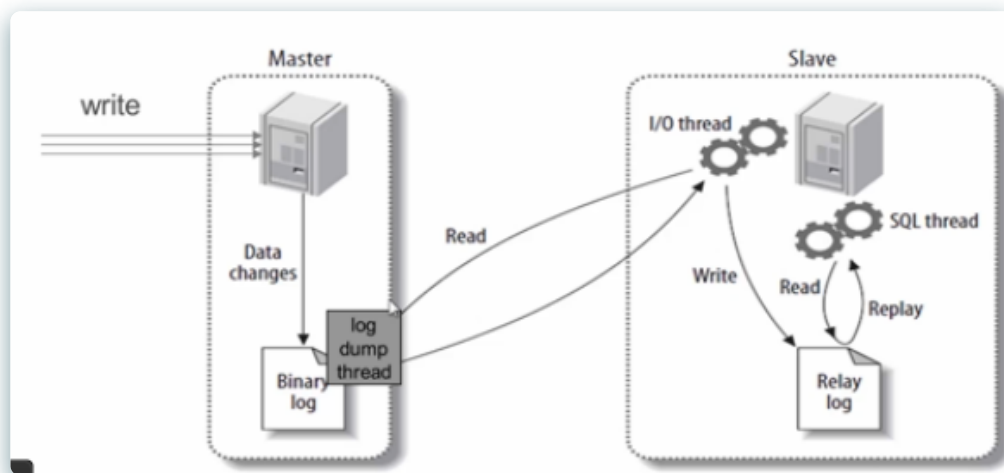 Master
Slave
write
I/O thread
SQL thread
Read
Data
changes
Write
Read
Replay
log
dump
thread
Binary
log
Relay
log